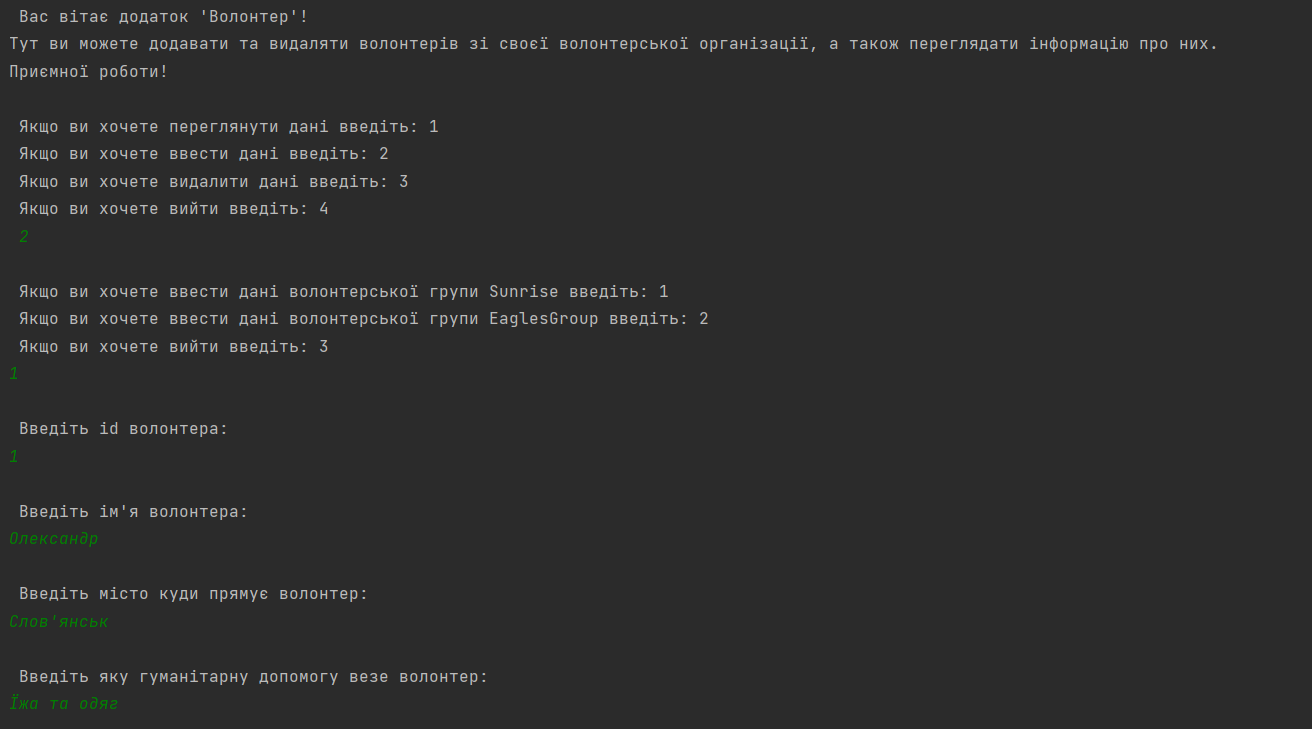 Вас вітає додаток 'Волонтер'!
Тут ви можете додавати та видаляти волонтерів зі своєї волонтерської організації, а також переглядати інформацію про них.
Приємної роботи!
Якщо ви хочете переглянути дані введіть: 1
Якщо ви хочете ввести дані введіть: 2
Якщо ви хочете видалити дані введіть: 3
Якщо ви хочете вийти введіть: 4
2
Якщо ви хочете ввести дані волонтерської групи Sunrise введіть: 1
Якщо ви хочете ввести дані волонтерської групи EaglesGroup введіть: 2
Якщо ви хочете вийти введіть: 3
1
Введіть id волонтера:
1
Введіть ім'я волонтера:
Олександр
Введіть місто куди прямує волонтер:
Слов'янськ
Введіть яку гуманітарну допомогу везе волонтер:
Їжа та одяг